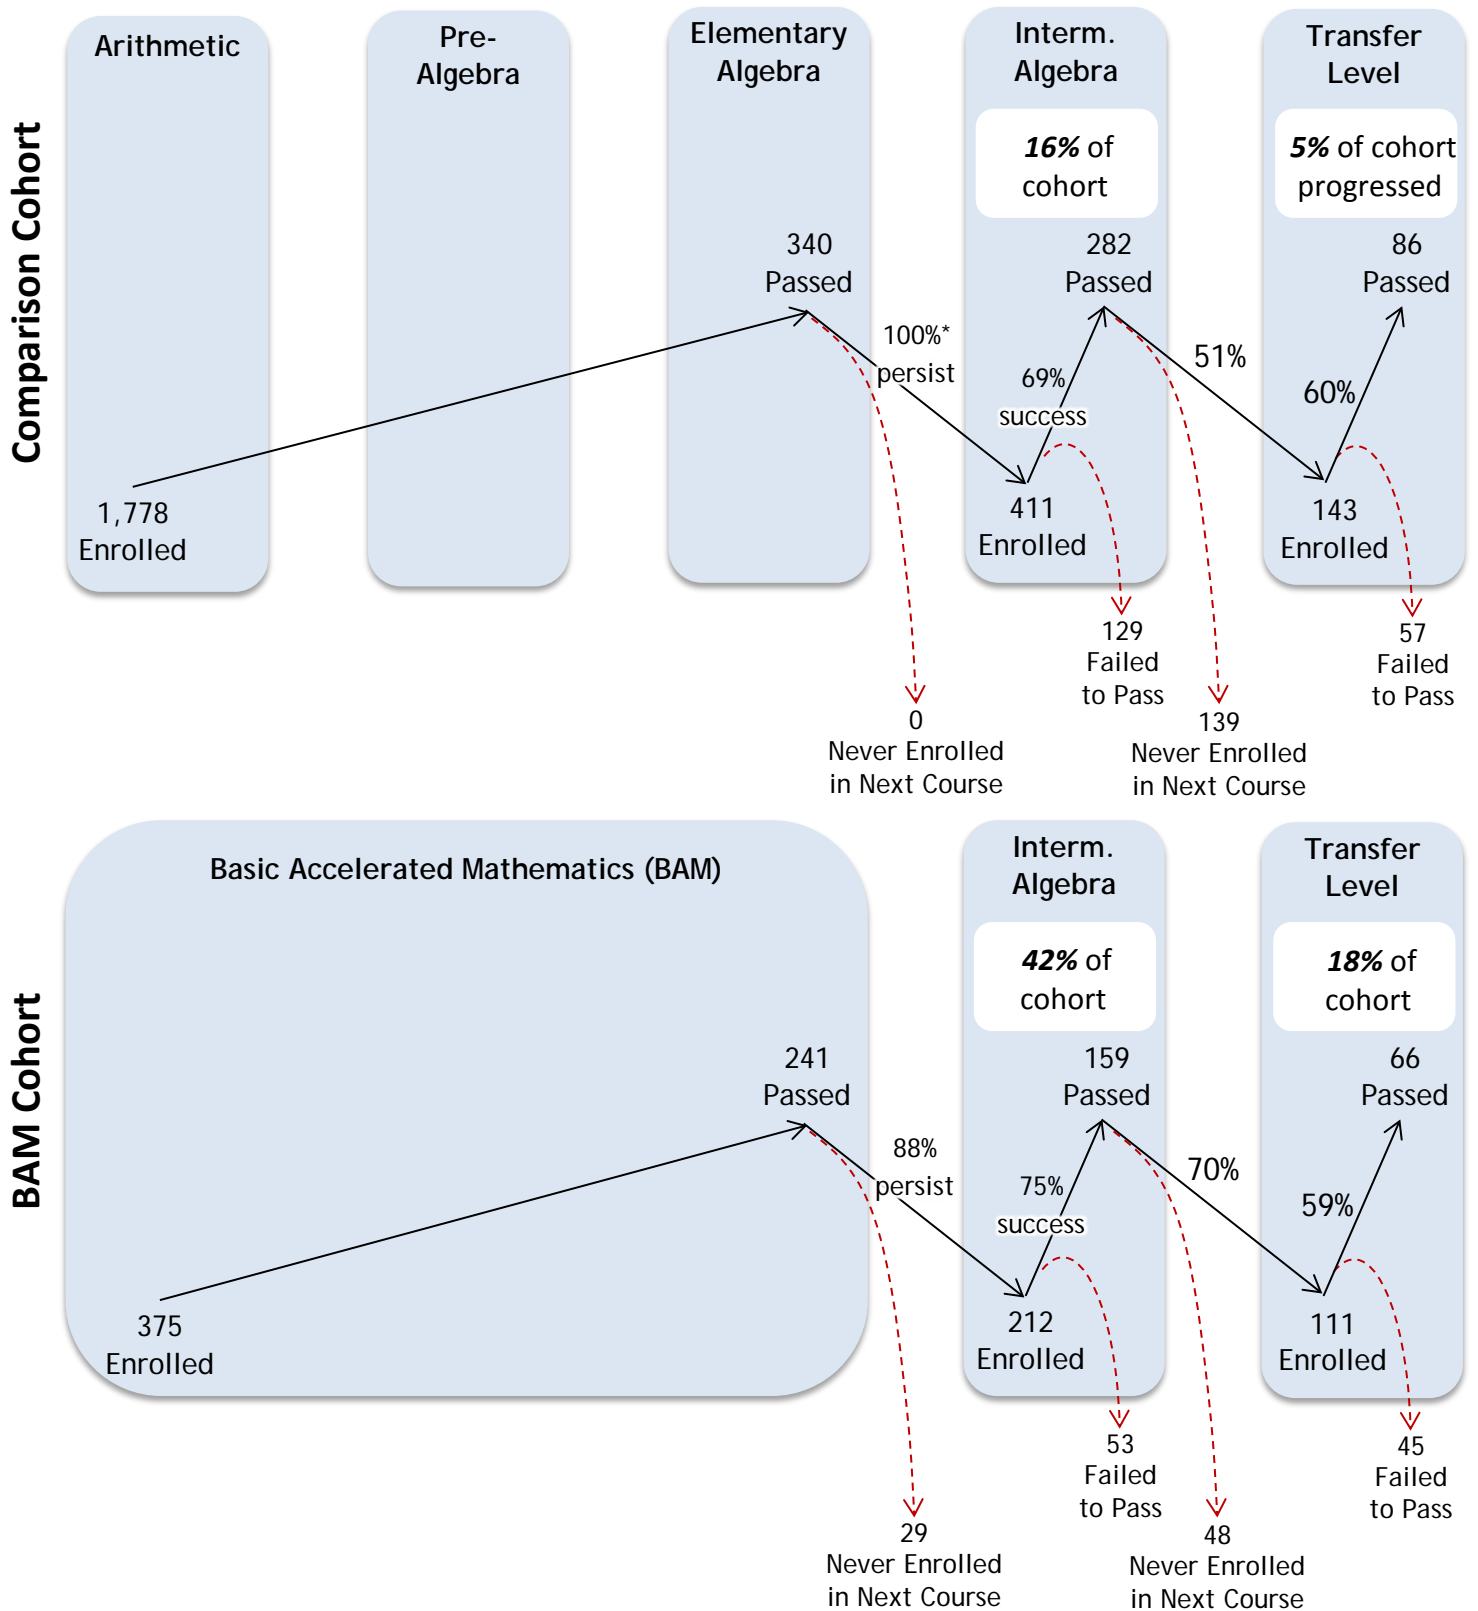 Comparison Cohort
Arithmetic
Pre-
Algebra
Elementary
Algebra
Interm.
Algebra
Transfer
Level
16% of
cohort
5% of cohort
progressed
340
Passed
282
Passed
86
Passed
100%*
persist
69%
success
51%
60%
1,778
Enrolled
411
Enrolled
143
Enrolled
129
Failed
to Pass
57
Failed
to Pass
0
Never Enrolled
in Next Course
139
Never Enrolled
in Next Course
BAM Cohort
Basic Accelerated Mathematics (BAM)
Interm.
Algebra
Transfer
Level
42% of
cohort
18% of
cohort
241
Passed
159
Passed
66
Passed
88%
persist
75%
success
70%
59%
375
Enrolled
212
Enrolled
111
Enrolled
53
Failed
to Pass
45
Failed
to Pass
29
Never Enrolled
in Next Course
48
Never Enrolled
in Next Course